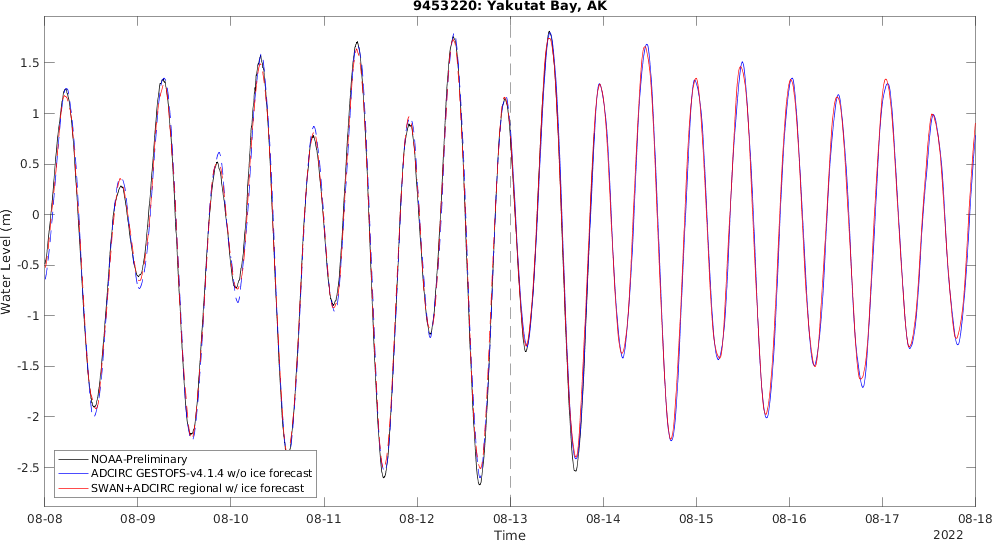 9453220: Yakutat Bay, AK
Water Level (m)
1.5
1
0.5
0
-0.5
-1
-1.5
-2
-2.5
NOAA-Preliminary
ADCIRC GESTOFS-v4.1.4 w/o ice forecast
SWAN+ADCIRC regional w/ ice forecast
08-08 08-09 08-10 08-11 08-12 08-13 08-14 08-15 08-16 08-17 08-18
Time
2022